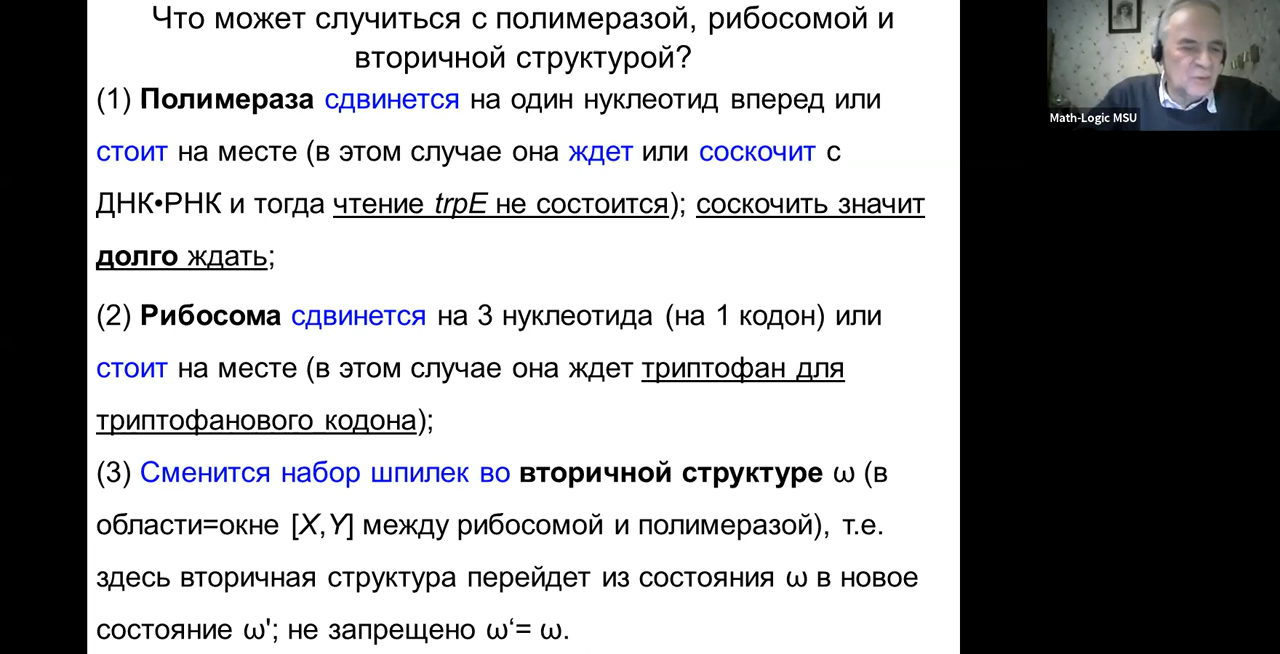 Что может случиться с полимеразой, рибосомой и
вторичной структурой?
(1) Полимераза сдвинется на один нуклеотид вперед или
стоит на месте (в этом случае она ждет или соскочит с
ДНК•РНК и тогда чтение trpE не состоится); соскочить значит
долго ждать;
(2) Рибосома сдвинется на 3 нуклеотида (на 1 кодон) или
стоит на месте (в этом случае она ждет триптофан для
триптофанового кодона);
(3) Сменится набор шпилек во вторичной структуре ω (в
области=окне [X,Y] между рибосомой и полимеразой), т.е.
здесь вторичная структура перейдет из состояния ω в новое
состояние ω'; не запрещено ω‘= ω.
Math-Logic MSU